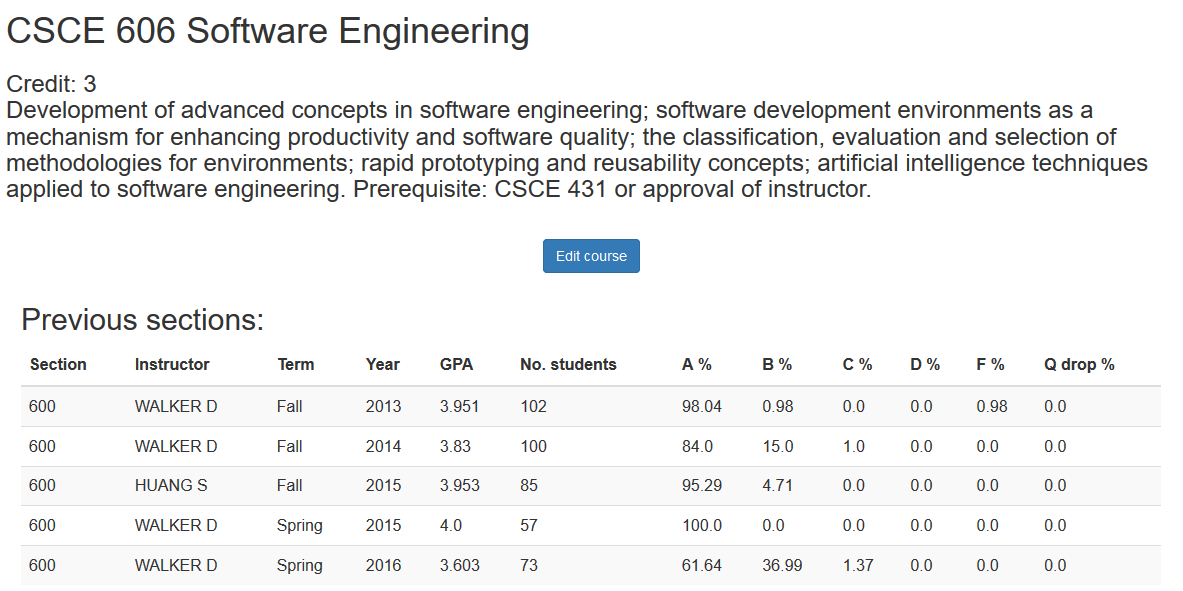 CSCE 606 Software Engineering
Credit: 3
Development of advanced concepts in software engineering; software development environments as a
mechanism for enhancing productivity and software quality; the classification, evaluation and selection of
methodologies for environments; rapid prototyping and reusability concepts; artificial intelligence techniques
applied to software engineering. Prerequisite: CSCE 431 or approval of instructor.
Edit course
Previous sections:
Section Instructor Term Year GPA No. students A % B % C % D % F % Q drop %
600 WALKER D Fall 2013 3.951 102 98.04 0.98 0.0 0.0 0.98 0.0
600 WALKER D Fall 2014 3.83 100 84.0 15.0 1.0 0.0 0.0 0.0
600 HUANG S Fall 2015 3.953 85 95.29 4.71 0.0 0.0 0.0 0.0
600 WALKER D Spring 2015 4.0 57 100.0 0.0 0.0 0.0 0.0 0.0
600 WALKER D Spring 2016 3.603 73 61.64 36.99 1.37 0.0 0.0 0.0